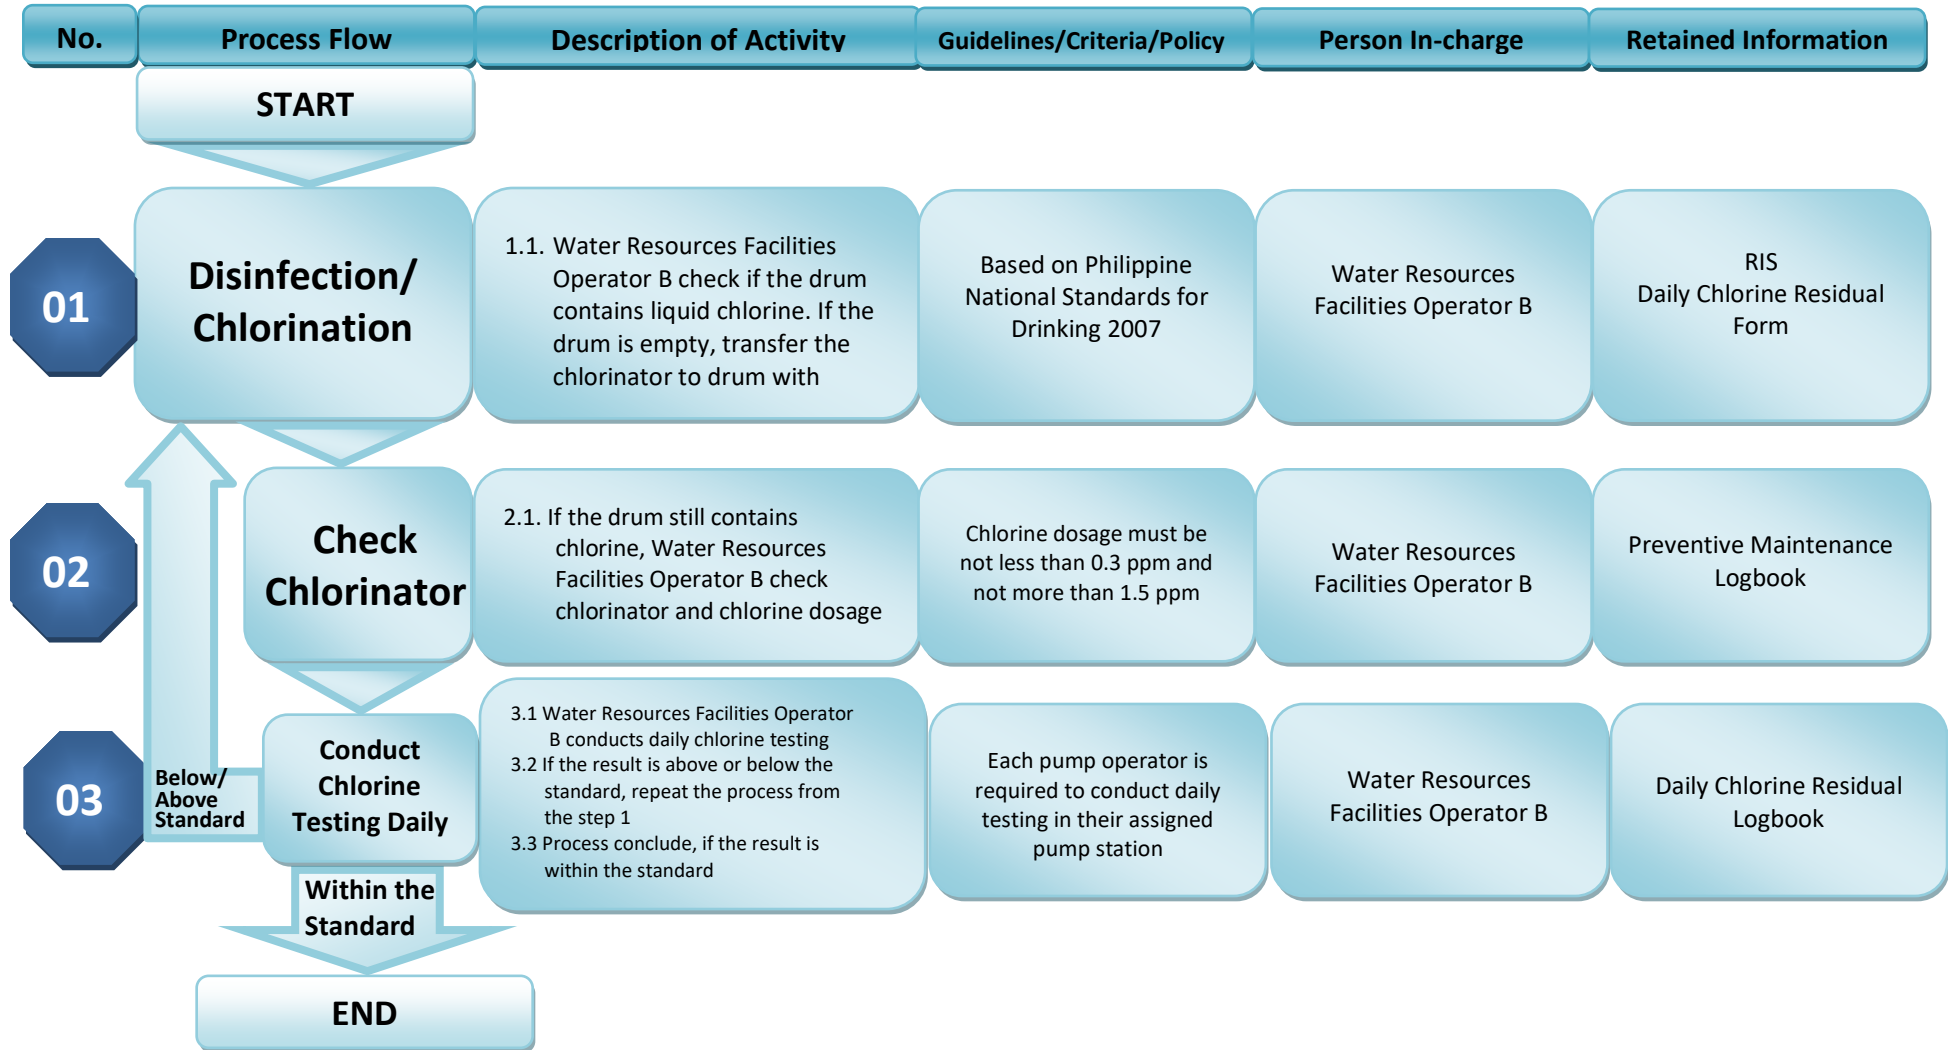 No.
Process Flow
Description of Activity
Guidelines/Criteria/Policy
Person In-charge
Retained Information
START
01
Disinfection/
Chlorination
1.1. Water Resources Facilities
Operator B check if the drum
contains liquid chlorine. If the
drum is empty, transfer the
chlorinator to drum with
Based on Philippine
National Standards for
Drinking 2007
Water Resources
Facilities Operator B
RIS
Daily Chlorine Residual
Form
02
Check
Chlorinator
2.1. If the drum still contains
chlorine, Water Resources
Facilities Operator B check
chlorinator and chlorine dosage
Chlorine dosage must be
not less than 0.3 ppm and
not more than 1.5 ppm
Water Resources
Facilities Operator B
Preventive Maintenance
Logbook
03
Below/
Above
Standard
Conduct
Chlorine
Testing Daily
3.1 Water Resources Facilities Operator
B conducts daily chlorine testing
3.2 If the result is above or below the
standard, repeat the process from
the step 1
3.3 Process conclude, if the result is
within the standard
Each pump operator is
required to conduct daily
testing in their assigned
pump station
Water Resources
Facilities Operator B
Daily Chlorine Residual
Logbook
Within the
Standard
END